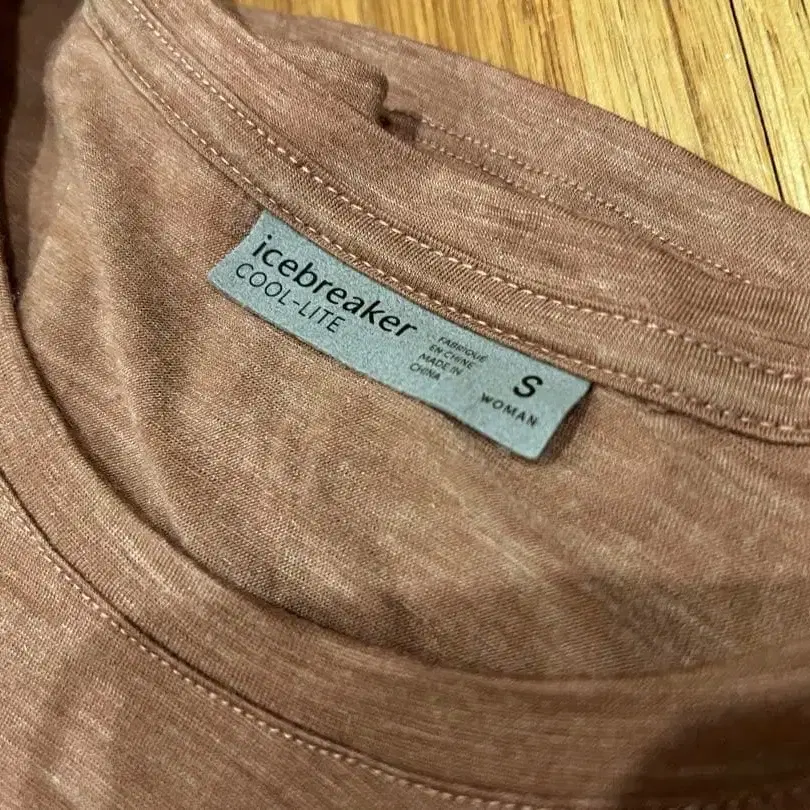 icebreaker
COOL-LITE
FABRIQUÉ
EN CHINE
MADE IN
CHINA
S
WOMAN